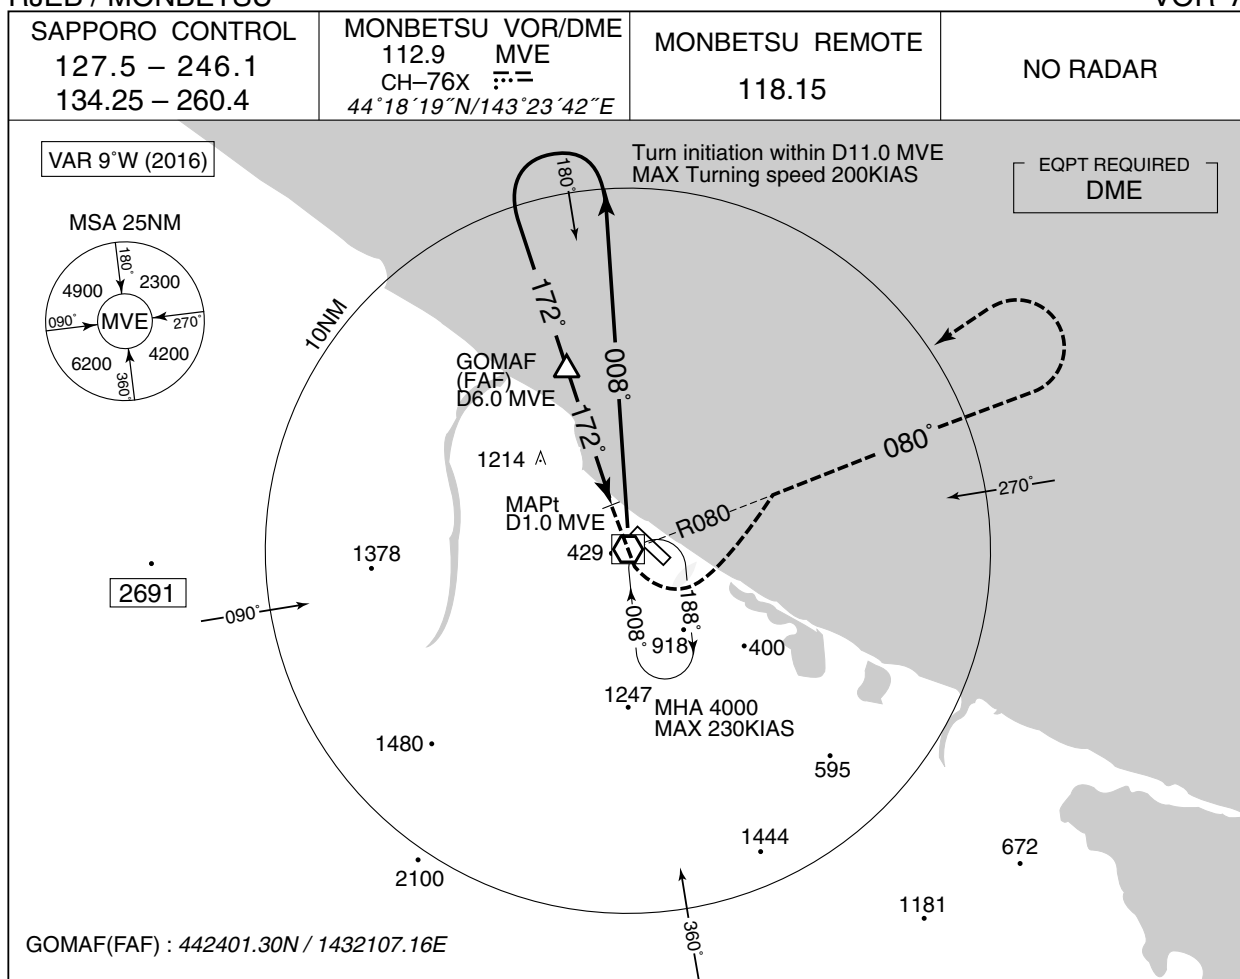 RJEB / MONBETSU
SAPPORO CONTROL
127.5 – 246.1
134.25 – 260.4
MONBETSU VOR/DME
112.9 MVE
CH–76X
44˚18´19˝N/143˚23´42˝E
MONBETSU REMOTE
118.15
NO RADAR
VAR 9˚W (2016)
Turn initiation within D11.0 MVE
MAX Turning speed 200KIAS
EQPT REQUIRED
DME
MSA 25NM
180˚
4900
2300
090˚
MVE
270˚
6200
4200
360˚
180˚
10NM
172˚
008˚
GOMAF
(FAF)
D6.0 MVE
172˚
080˚
1214
270˚
MAPt
D1.0 MVE
R080
429
1378
2691
090˚
008˚
188˚
918
400
1247
MHA 4000
MAX 230KIAS
1480
595
1444
672
2100
1181
360˚
GOMAF(FAF) : 442401.30N / 1432107.16E